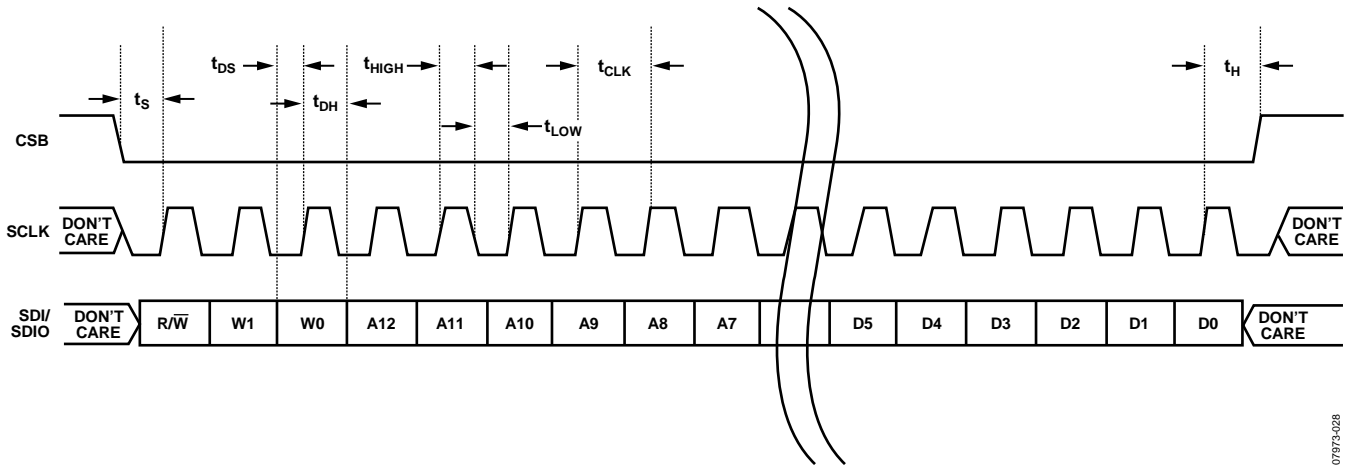 tDS
tHIGH
tCLK
tH
tS
tDH
tLOW
CSB
SCLK
DON'T
CARE
DON'T
CARE
SDI/
SDIO
DON'T
CARE
R/W̅
W1
W0
A12
A11
A10
A9
A8
A7
D5
D4
D3
D2
D1
D0
DON'T
CARE
07973-028